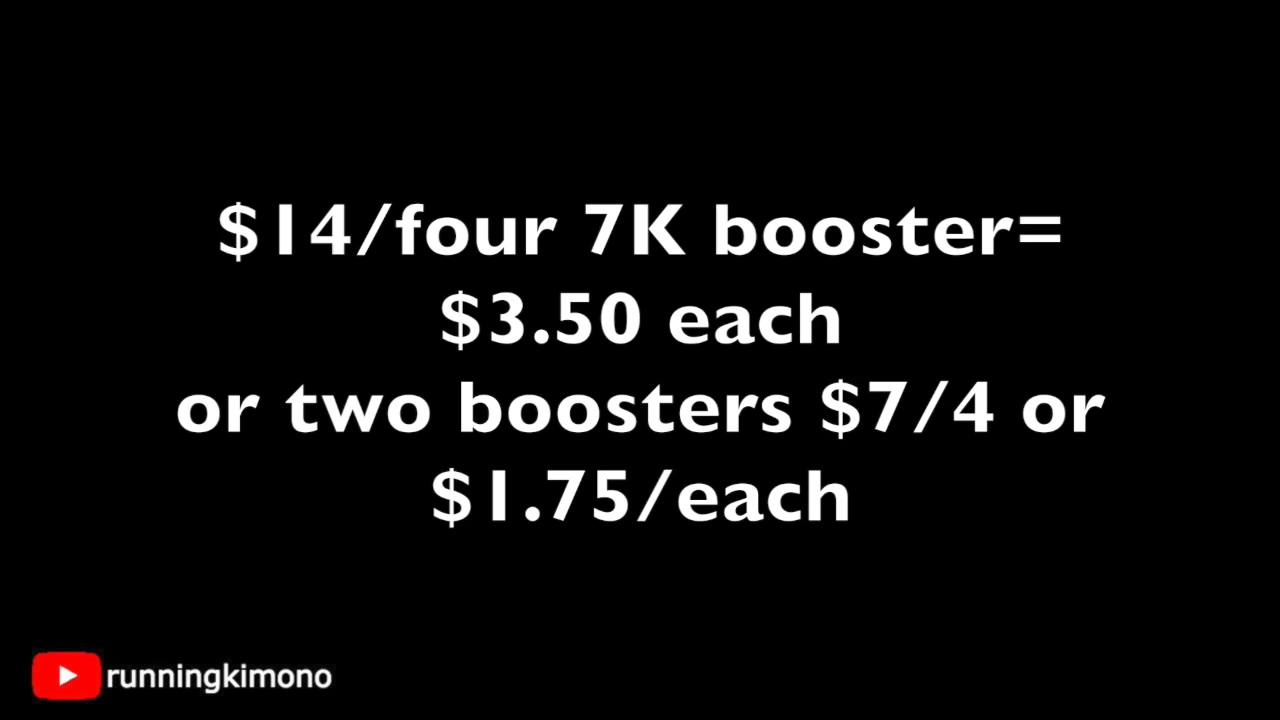 $14/four 7K booster=
$3.50 each
or two boosters $7/4 or
$1.75/each
runningkimono